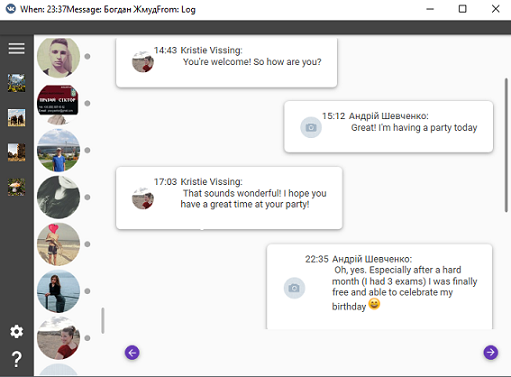 When: 23:37Message: Богдан ЖмудFrom: Log
14:43 Kristie Vissing:
You're welcome! So how are you?
15:12 Андрій Шевченко:
Great! I'm having a party today
17:03 Kristie Vissing:
That sounds wonderful! I hope you
have a great time at your party!
22:35 Андрій Шевченко:
Oh, yes. Especially after a hard
month (I had 3 exams) I was finally
free and able to celebrate my
birthday 😀
?